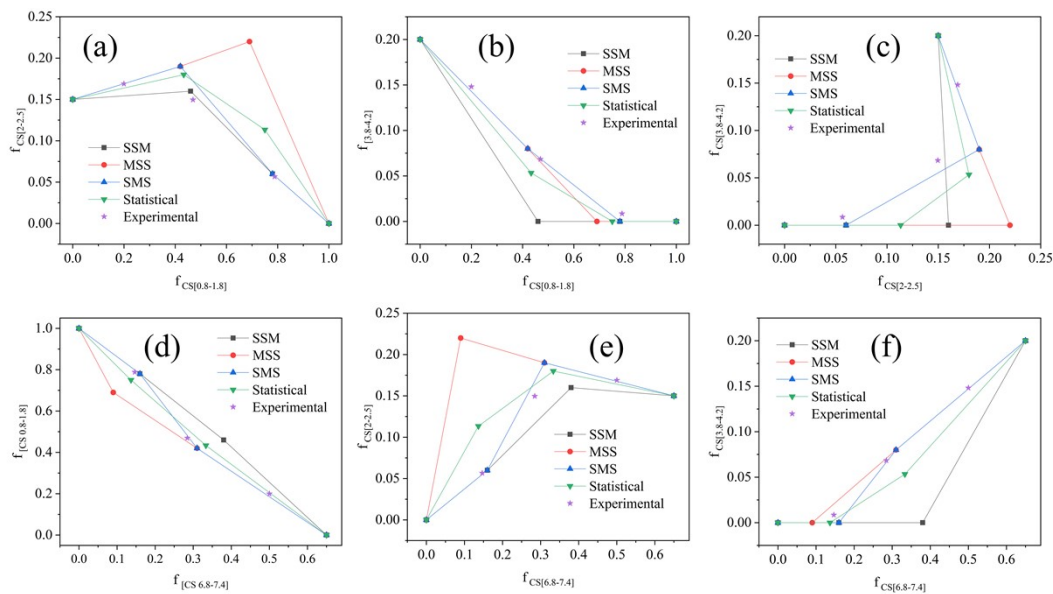 (a)
0.25
0.20
0.15
0.10
0.05
0.00
f CS[2-2.5]
SSM
MSS
SMS
Statistical
Experimental
0.0 0.2 0.4 0.6 0.8 1.0
f CS[0.8-1.8]
(b)
0.20
0.15
0.10
0.05
0.00
f [3.8-4.2]
SSM
MSS
SMS
Statistical
Experimental
0.0 0.2 0.4 0.6 0.8 1.0
f CS[0.8-1.8]
(c)
0.20
0.15
0.10
0.05
0.00
f CS[3.8-4.2]
SSM
MSS
SMS
Statistical
Experimental
0.00 0.05 0.10 0.15 0.20 0.25
f CS[2-2.5]
(d)
1.0
0.8
0.6
0.4
0.2
0.0
f [CS 0.8-1.8]
SSM
MSS
SMS
Statistical
Experimental
0.0 0.1 0.2 0.3 0.4 0.5 0.6
f [CS 6.8-7.4]
(e)
0.25
0.20
0.15
0.10
0.05
0.00
f CS[2-2.5]
SSM
MSS
SMS
Statistical
Experimental
0.0 0.1 0.2 0.3 0.4 0.5 0.6
f CS[6.8-7.4]
(f)
0.20
0.15
0.10
0.05
0.00
f CS[3.8-4.2]
SSM
MSS
SMS
Statistical
Experimental
0.0 0.1 0.2 0.3 0.4 0.5 0.6
f CS[6.8-7.4]